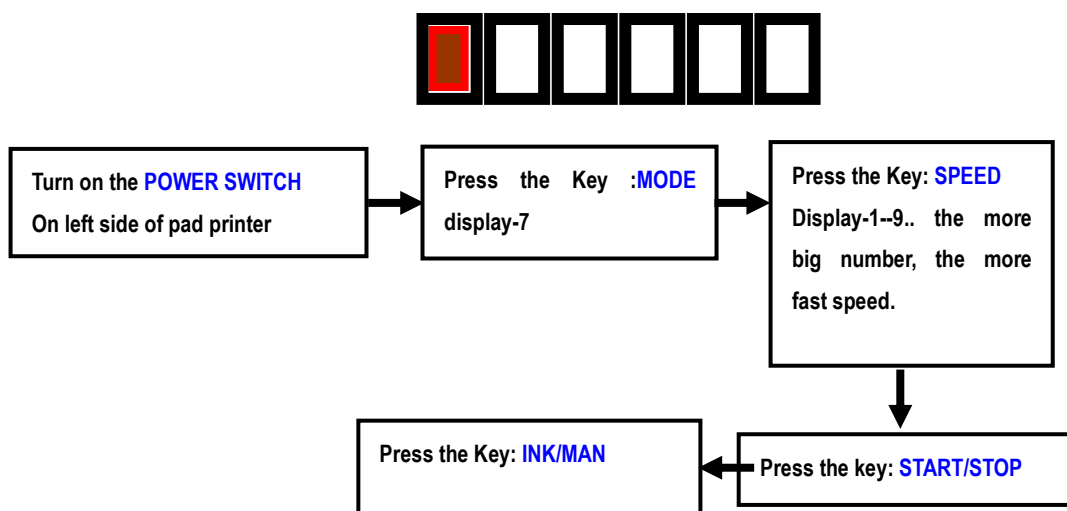 Turn on the POWER SWITCH
On left side of pad printer
Press the Key :MODE
display-7
Press the Key: SPEED
Display-1--9.. the more
big number, the more
fast speed.
Press the key: START/STOP
Press the Key: INK/MAN